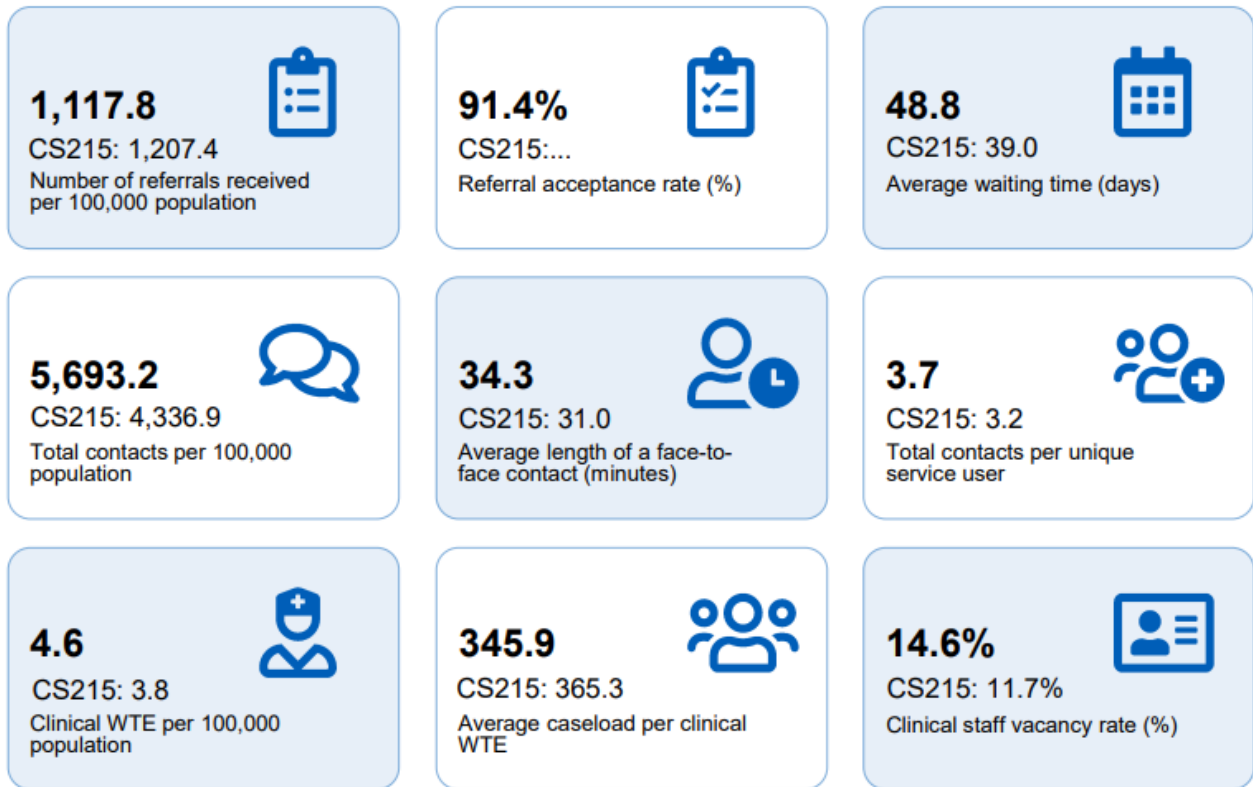 1,117.8
CS215: 1,207.4
Number of referrals received
per 100,000 population
91.4%
CS215:...
Referral acceptance rate (%)
48.8
CS215: 39.0
Average waiting time (days)
5,693.2
CS215: 4,336.9
Total contacts per 100,000
population
34.3
CS215: 31.0
Average length of a face-to-
face contact (minutes)
3.7
CS215: 3.2
Total contacts per unique
service user
4.6
CS215: 3.8
Clinical WTE per 100,000
population
345.9
CS215: 365.3
Average caseload per clinical
WTE
14.6%
CS215: 11.7%
Clinical staff vacancy rate (%)